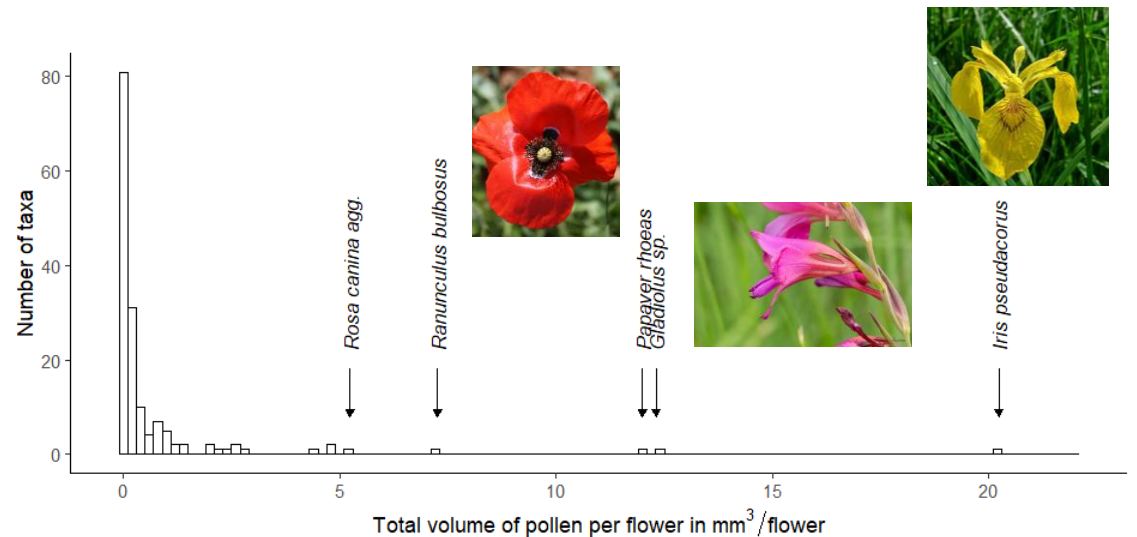 Number of taxa
80
60
40
20
0
Rosa canina agg.
Ranunculus bulbosus
Papaver rhoeas
Gladiolus sp.
Iris pseudacorus
0 5 10 15 20
Total volume of pollen per flower in mm³/flower